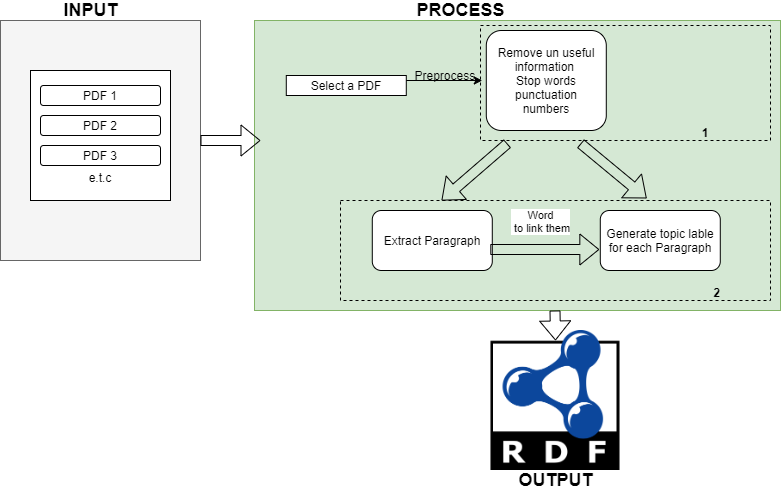 INPUT
PROCESS
PDF 1
PDF 2
PDF 3
e.t.c
Select a PDF
Preprocess
Remove un useful
information
Stop words
punctuation
numbers
1
Extract Paragraph
Word
to link them
Generate topic lable
for each Paragraph
2
RDF
OUTPUT